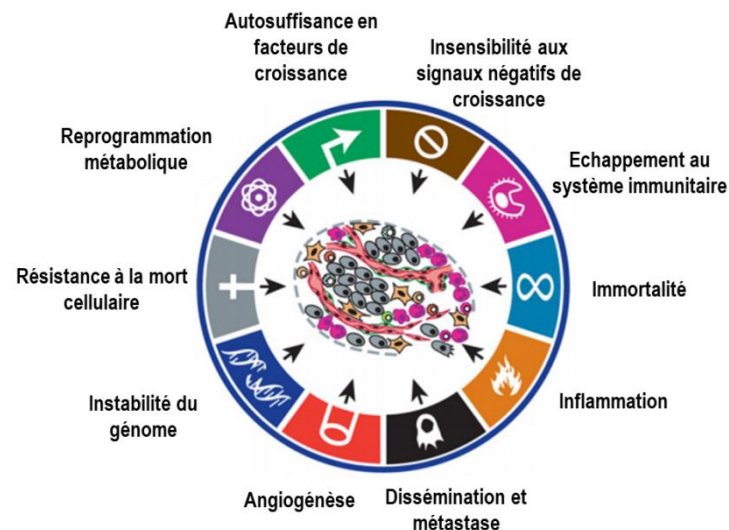 Autosuffisance en
facteurs de
croissance
Insensibilité aux
signaux négatifs de
croissance
Reprogrammation
métabolique
Echappement au
système immunitaire
Résistance à la mort
cellulaire
Immortalité
Instabilité du
génome
Inflammation
Angiogénèse
Dissémination et
métastase